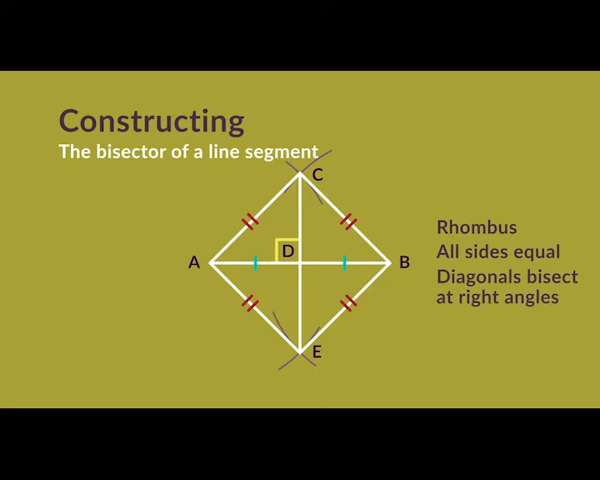 Constructing
The bisector of a line segment
C
Rhombus
All sides equal
Diagonals bisect
at right angles
D
A
B
E